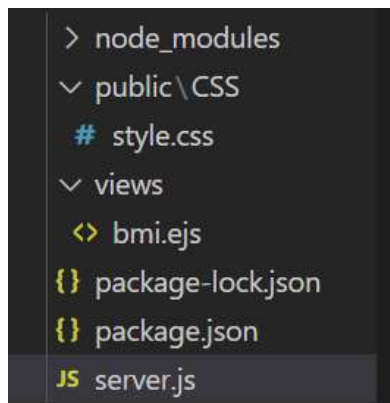 > node_modules
public\CSS
# style.css
views
<> bmi.ejs
{} package-lock.json
{} package.json
JS server.js